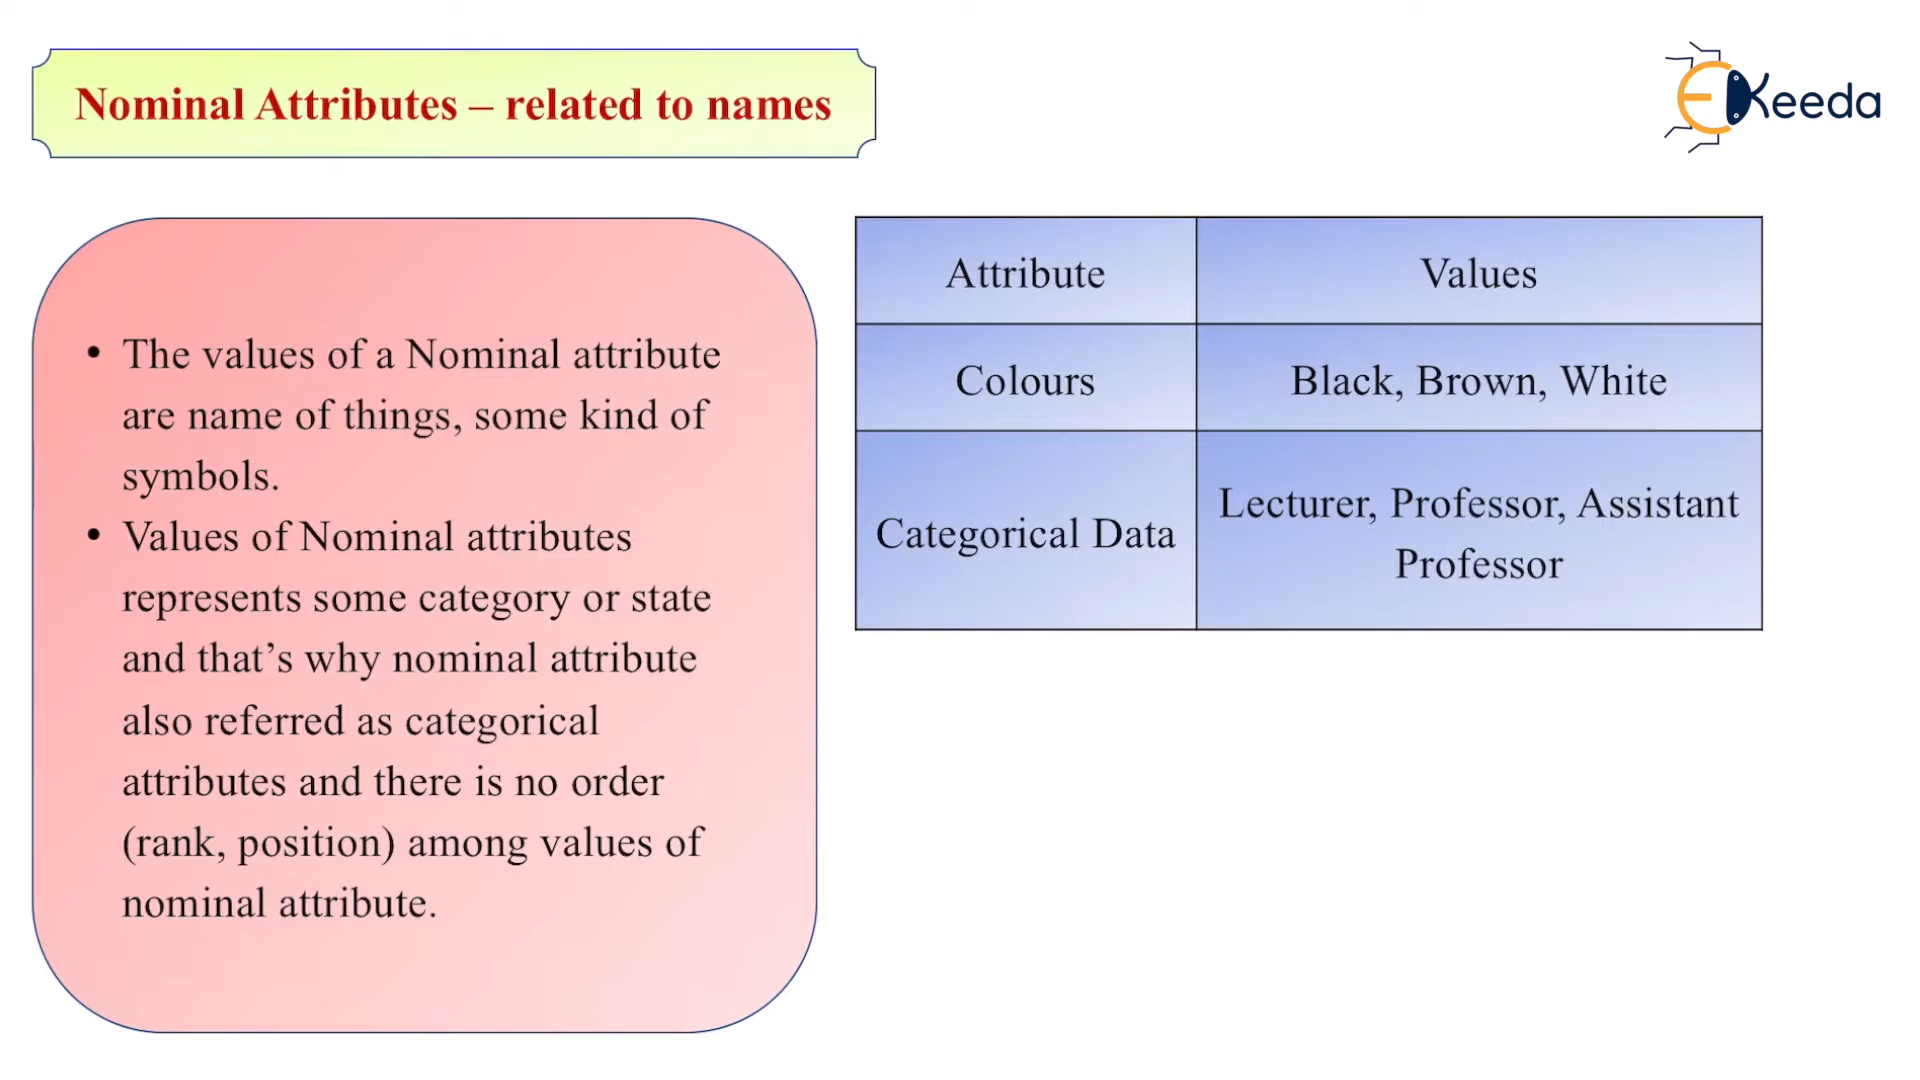 Nominal Attributes – related to names
EKeeda
• The values of a Nominal attribute
are name of things, some kind of
symbols.
• Values of Nominal attributes
represents some category or state
and that’s why nominal attribute
also referred as categorical
attributes and there is no order
(rank, position) among values of
nominal attribute.
Attribute Values
Colours Black, Brown, White
Categorical Data Lecturer, Professor, Assistant
Professor